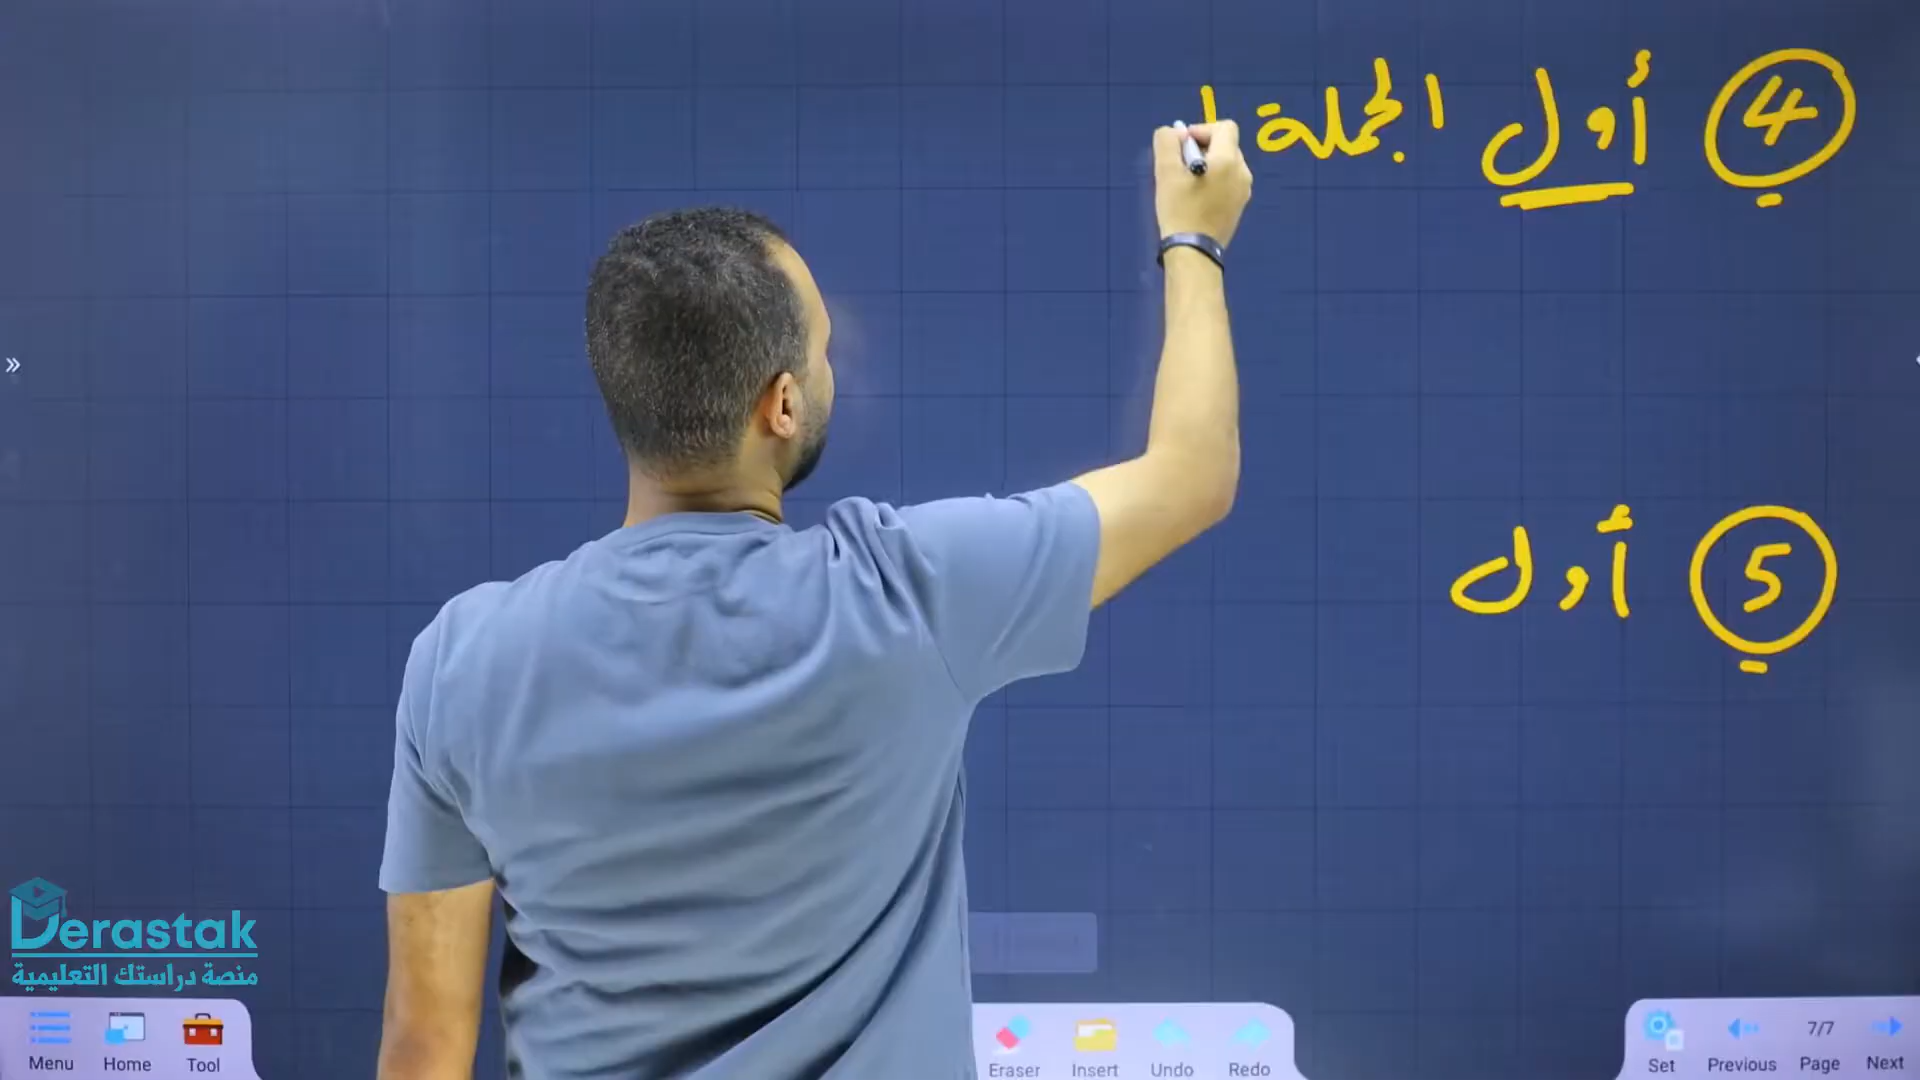 4 أول الجملة
5 أول
Derastak
منصة دراستك التعليمية
Menu Home Tool Eraser Insert Undo Redo Set Previous 7/7 Page Next